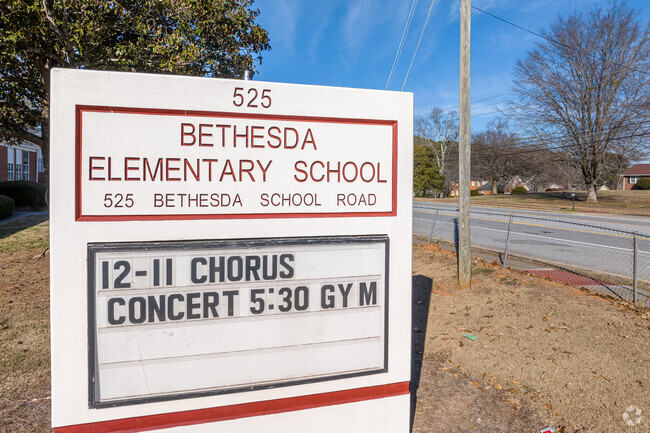 525
BETHESDA
ELEMENTARY SCHOOL
525 BETHESDA SCHOOL ROAD
12-11 CHORUS
CONCERT 5:30 GYM